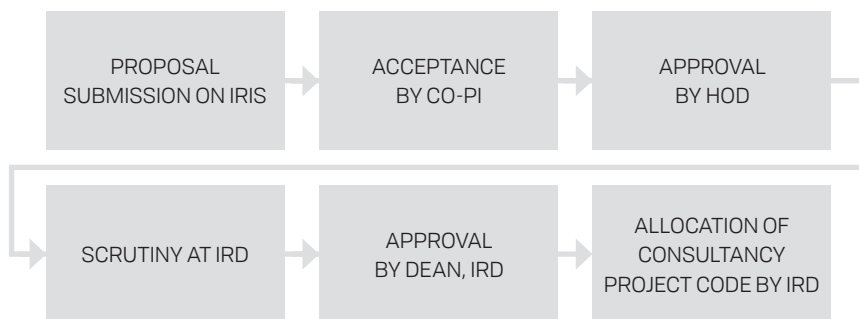 PROPOSAL
SUBMISSION ON IRIS
ACCEPTANCE
BY CO-PI
APPROVAL
BY HOD
SCRUTINY AT IRD
APPROVAL
BY DEAN, IRD
ALLOCATION OF
CONSULTANCY
PROJECT CODE BY IRD